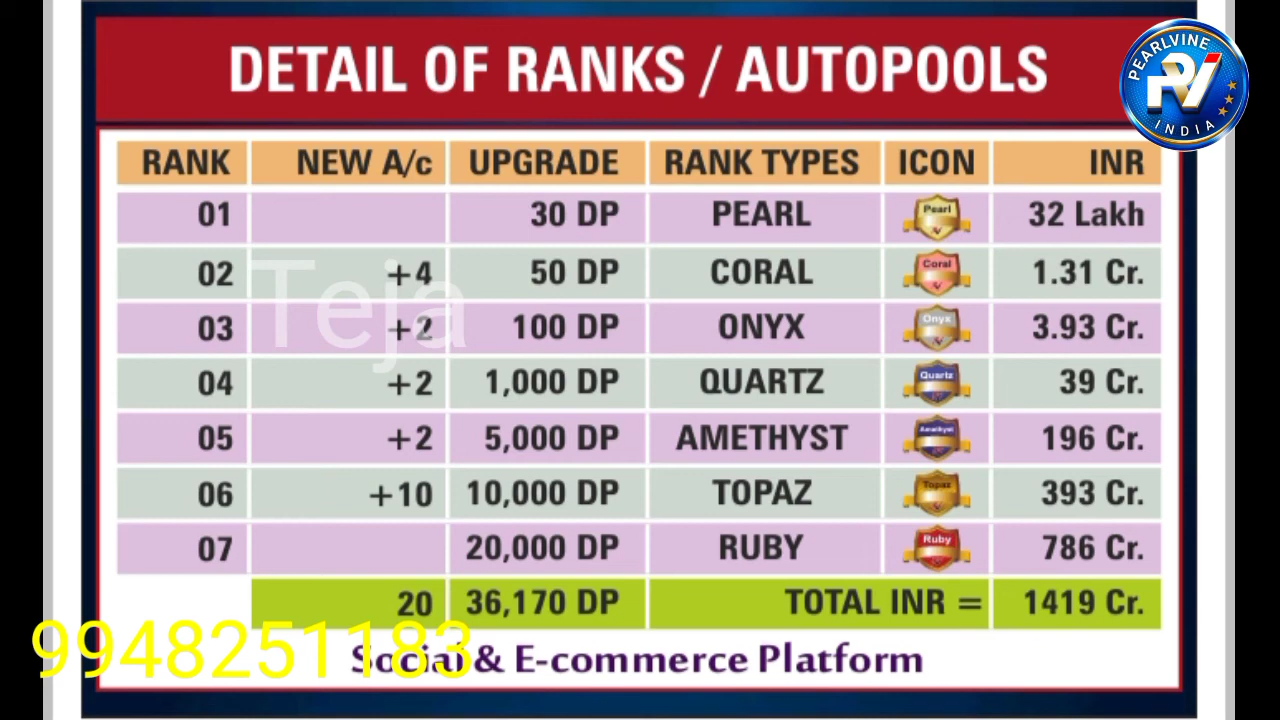 DETAIL OF RANKS / AUTOPOOLS
PEARLVINE
PVI
INDIA
RANK NEW A/c UPGRADE RANK TYPES ICON INR
01 30 DP PEARL Pearl 32 Lakh
02 +4 50 DP CORAL Coral 1.31 Cr.
Teja
03 +2 100 DP ONYX Onyx 3.93 Cr.
04 +2 1,000 DP QUARTZ Quartz 39 Cr.
05 +2 5,000 DP AMETHYST Amethyst 196 Cr.
06 +10 10,000 DP TOPAZ Topaz 393 Cr.
07 20,000 DP RUBY Ruby 786 Cr.
20 36,170 DP TOTAL INR = 1419 Cr.
9948251183
Social & E-commerce Platform